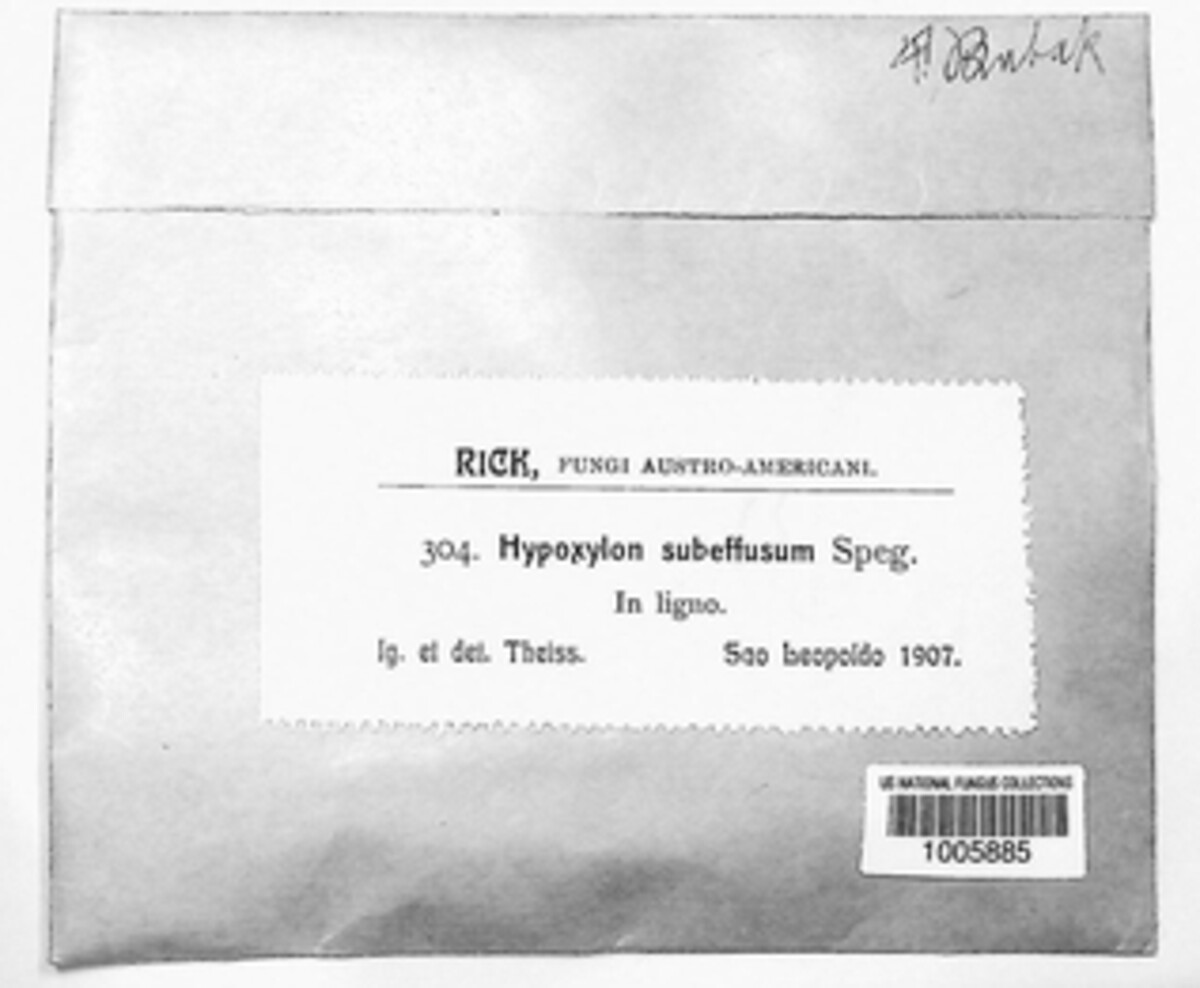 Bubak
RICK, FUNGI AUSTRO-AMERICANI.
304. Hypoxylon subeffusum Speg.
In ligno.
lg. et det. Theiss. Sao Leopoldo 1907.
US NATIONAL FUNGUS COLLECTIONS
1005885